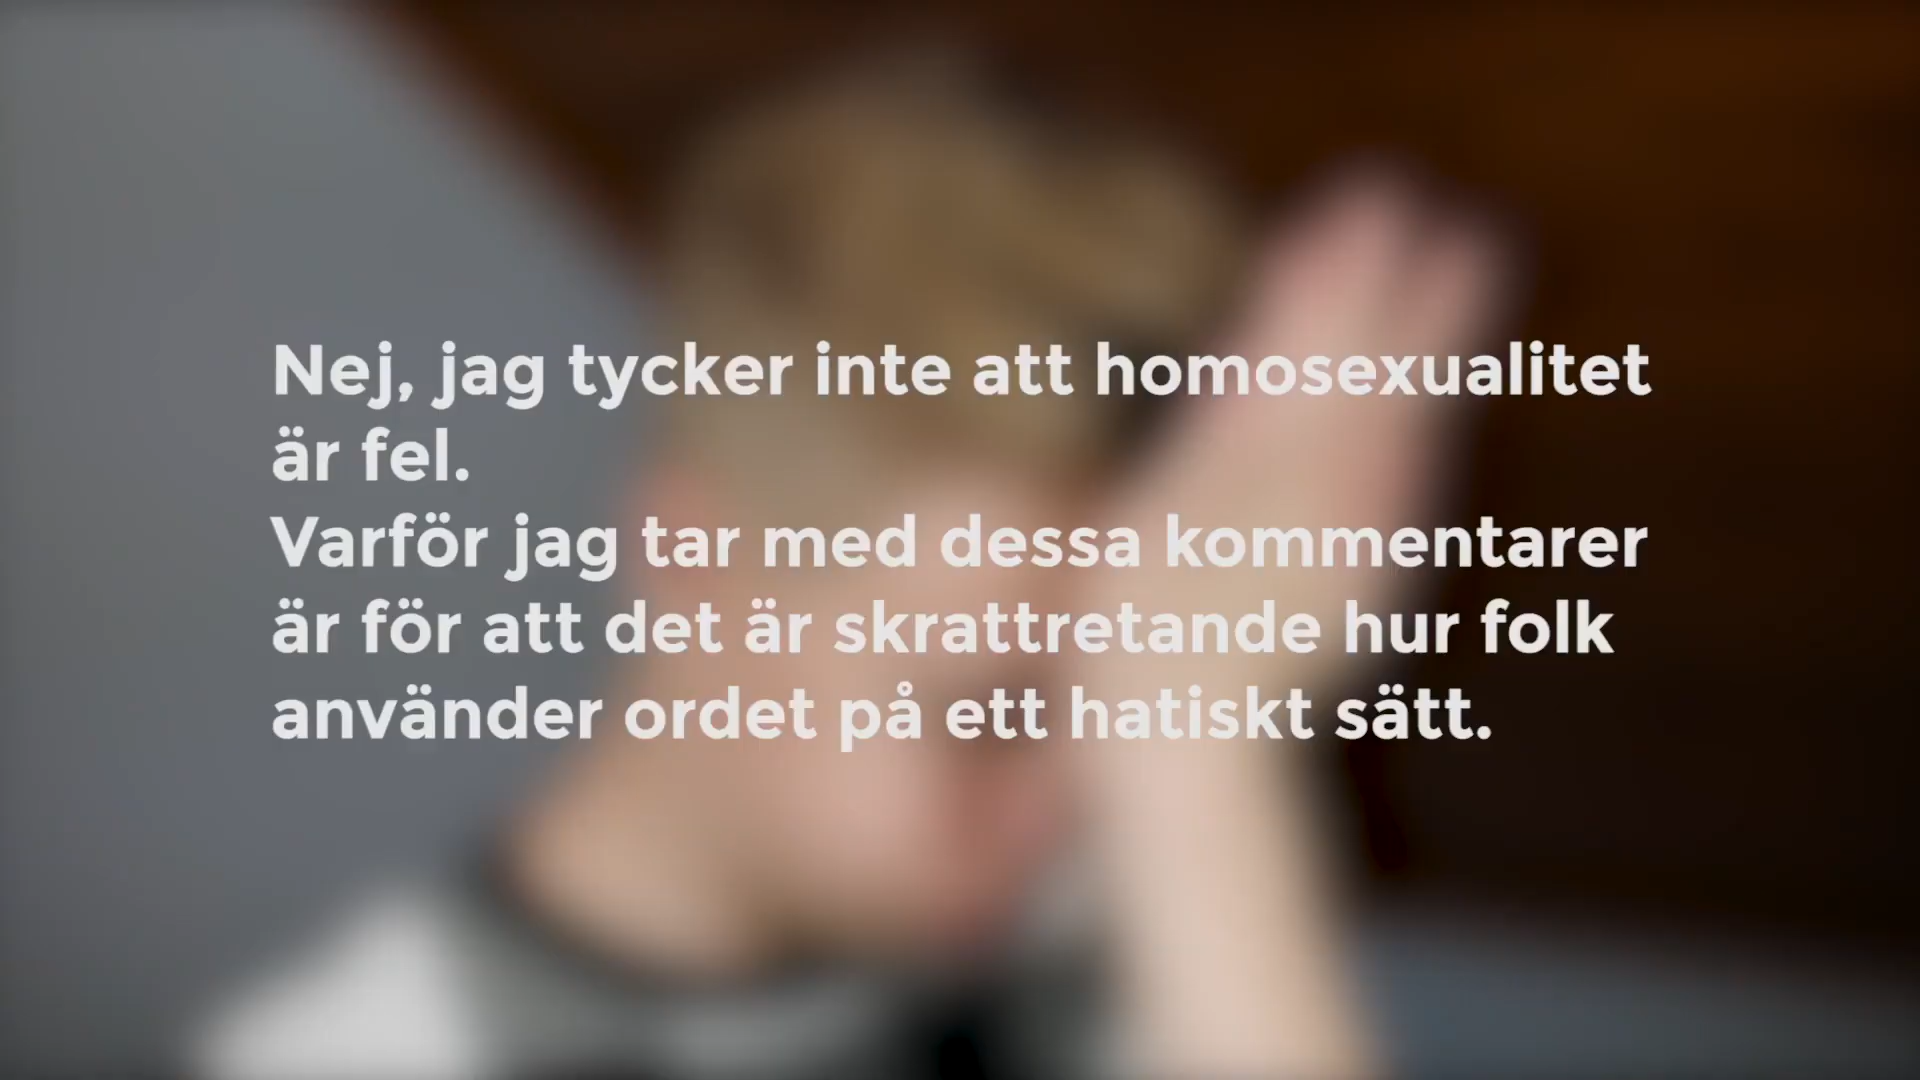 Nej, jag tycker inte att homosexualitet
är fel.
Varför jag tar med dessa kommentarer
är för att det är skrattretande hur folk
använder ordet på ett hatiskt sätt.